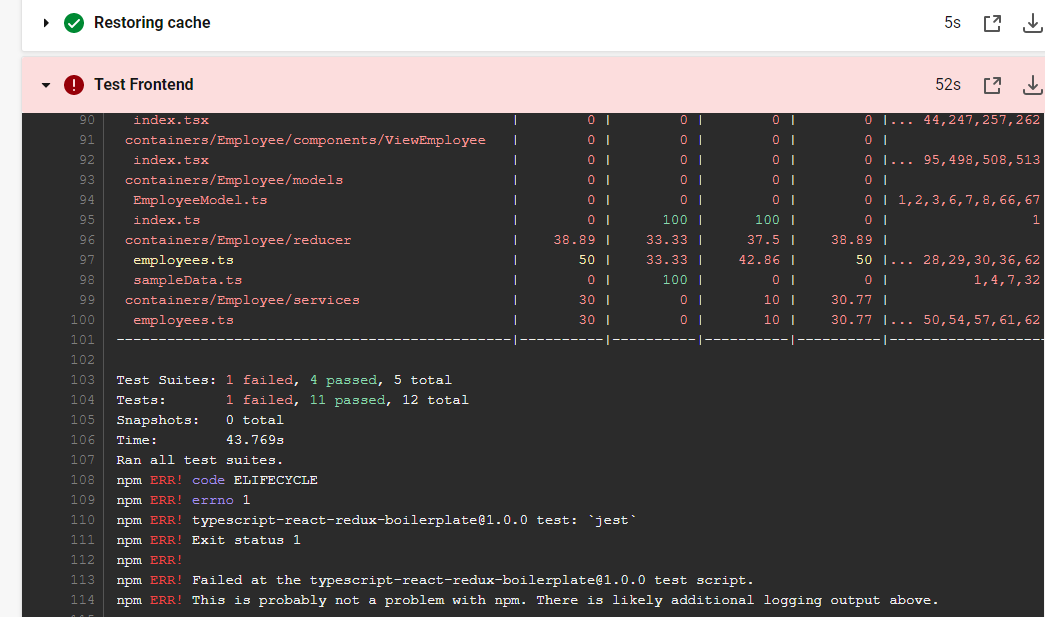 Restoring cache 5s
Test Frontend 52s
90 index.tsx | 0 | 0 | 0 | 0 |... 44,247,257,262
91 containers/Employee/components/ViewEmployee | 0 | 0 | 0 | 0 |
92 index.tsx | 0 | 0 | 0 | 0 |... 95,498,508,513
93 containers/Employee/models | 0 | 0 | 0 | 0 |
94 EmployeeModel.ts | 0 | 0 | 0 | 0 | 1,2,3,6,7,8,66,67
95 index.ts | 0 | 100 | 100 | 0 | 1
96 containers/Employee/reducer | 38.89 | 33.33 | 37.5 | 38.89 |
97 employees.ts | 50 | 33.33 | 42.86 | 50 |... 28,29,30,36,62
98 sampleData.ts | 0 | 100 | 0 | 0 | 1,4,7,32
99 containers/Employee/services | 30 | 0 | 10 | 30.77 |
100 employees.ts | 30 | 0 | 10 | 30.77 |... 50,54,57,61,62
101 -----------------------------------------------|----------|----------|----------|----------|-------------------
102
103 Test Suites: 1 failed, 4 passed, 5 total
104 Tests: 1 failed, 11 passed, 12 total
105 Snapshots: 0 total
106 Time: 43.769s
107 Ran all test suites.
108 npm ERR! code ELIFECYCLE
109 npm ERR! errno 1
110 npm ERR! typescript-react-redux-boilerplate@1.0.0 test: `jest`
111 npm ERR! Exit status 1
112 npm ERR!
113 npm ERR! Failed at the typescript-react-redux-boilerplate@1.0.0 test script.
114 npm ERR! This is probably not a problem with npm. There is likely additional logging output above.